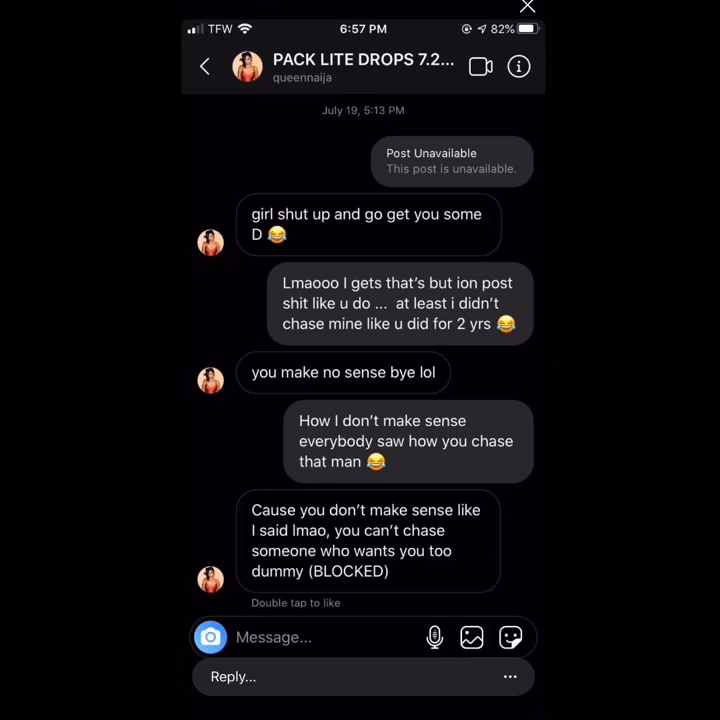 TFW 6:57 PM 82%
PACK LITE DROPS 7.2...
queennaija
July 19, 5:13 PM
Post Unavailable
This post is unavailable.
girl shut up and go get you some
D 😂
Lmaooo I gets that's but ion post
shit like u do ... at least i didn't
chase mine like u did for 2 yrs 😂
you make no sense bye lol
How I don't make sense
everybody saw how you chase
that man 😂
Cause you don't make sense like
I said lmao, you can't chase
someone who wants you too
dummy (BLOCKED)
Double tap to like
Message...
Reply...